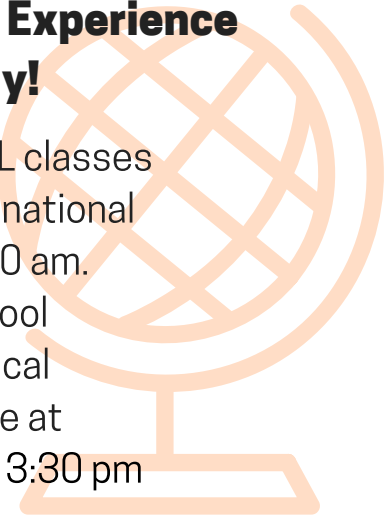 Experience
y!
L classes
national
0 am.
ool
cal
e at
3:30 pm